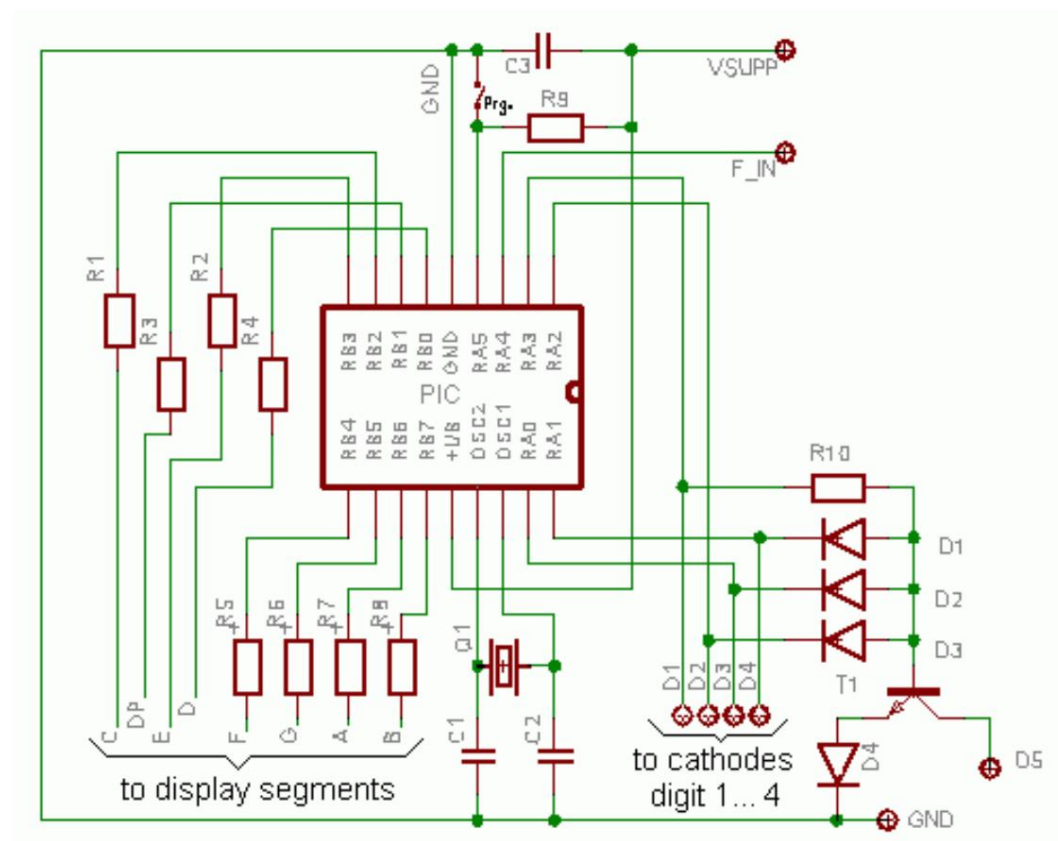 C3
VSUPP
GND
Prg.
R9
F_IN
R1
R2
R3
R4
RB3
RB2
RB1
RB0
GND
RA5
RA4
RA3
RA2
PIC
RB4
RB5
RB6
RB7
+UB
OSC2
OSC1
RA0
RA1
R10
D1
D2
D3
R5
R6
R7
R8
+
+
+
Q1
T1
D1
D2
D3
D4
C
DP
E
D
F
G
A
B
C1
C2
D4
D5
to display segments
to cathodes
digit 1... 4
GND